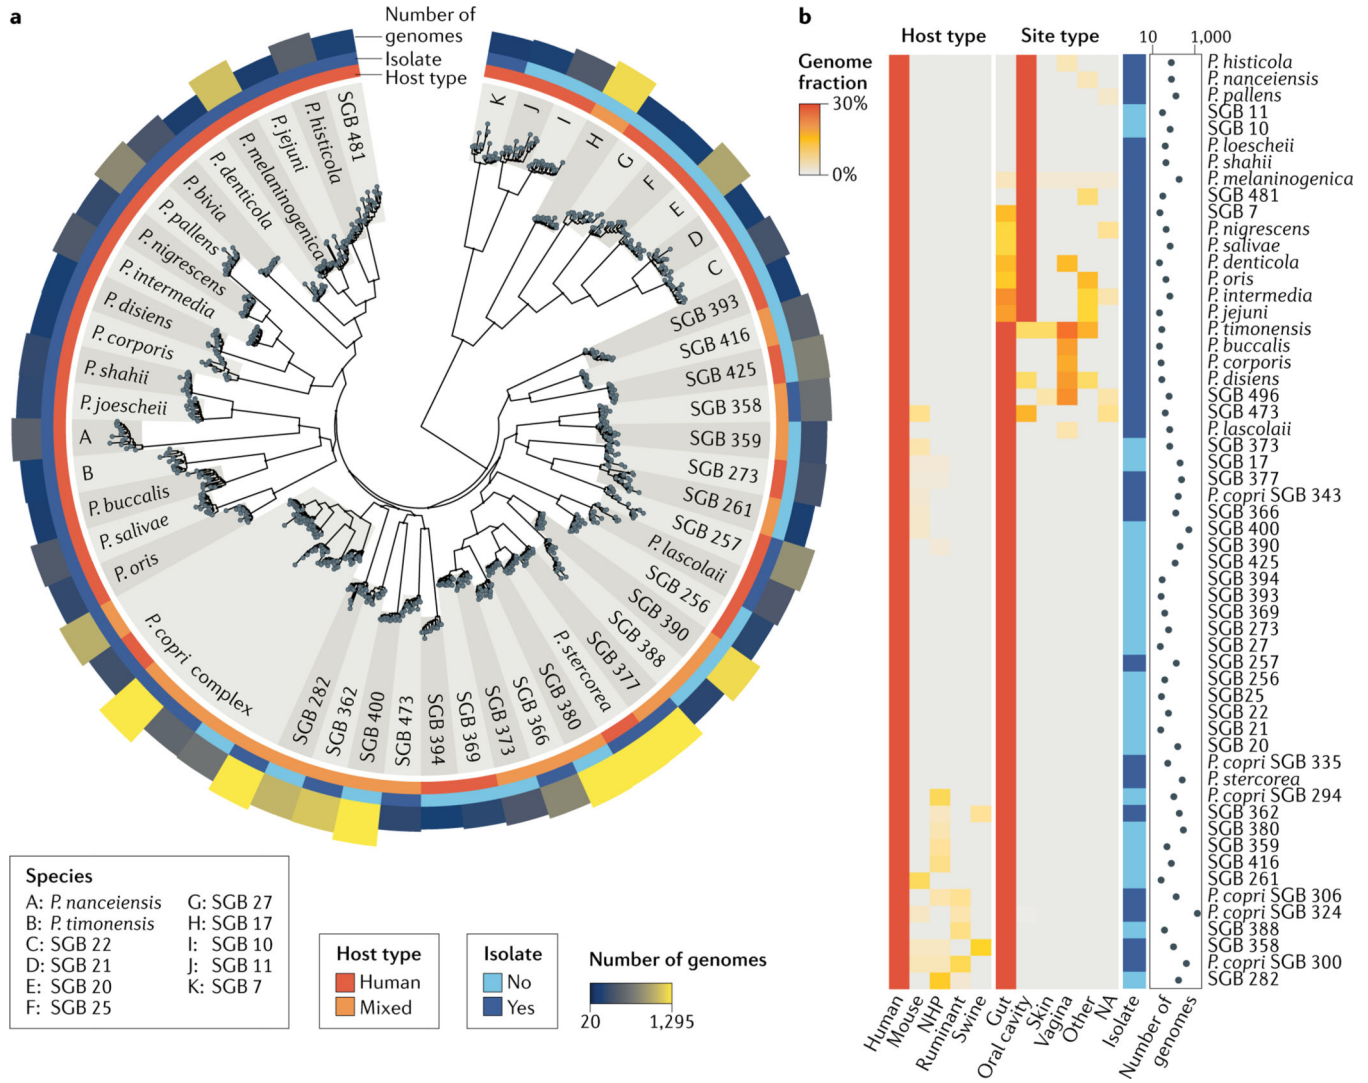 a
Number of
genomes
Isolate
Host type
SGB 481
P. histicola
P. jejuni
P. melaninogenica
P. denticola
P. bivia
P. pallens
P. nigrescens
P. intermedia
P. disiens
P. corporis
P. shahii
P. joescheii
A
B
P. buccalis
P. salivae
P. oris
P. copri complex
SGB 282
SGB 362
SGB 400
SGB 473
SGB 394
SGB 369
SGB 373
SGB 366
SGB 380
P. stercorea
SGB 377
SGB 388
SGB 390
SGB 256
P. lascolaii
SGB 257
SGB 261
SGB 273
SGB 359
SGB 358
SGB 425
SGB 416
SGB 393
C
D
E
F
G
H
I
J
K
Species
A: P. nanceiensis
B: P. timonensis
C: SGB 22
D: SGB 21
E: SGB 20
F: SGB 25
G: SGB 27
H: SGB 17
I: SGB 10
J: SGB 11
K: SGB 7
Host type
Human
Mixed
Isolate
No
Yes
Number of genomes
20 1,295
b
Host type Site type
10 1,000
Genome
fraction
30%
0%
P. histicola
P. nanceiensis
P. pallens
SGB 11
SGB 10
P. loescheii
P. shahii
P. melaninogenica
SGB 481
SGB 7
P. nigrescens
P. salivae
P. denticola
P. oris
P. intermedia
P. jejuni
P. timonensis
P. buccalis
P. corporis
P. disiens
SGB 496
SGB 473
P. lascolaii
SGB 373
SGB 17
SGB 377
P. copri SGB 343
SGB 366
SGB 400
SGB 390
SGB 425
SGB 394
SGB 393
SGB 369
SGB 273
SGB 27
SGB 257
SGB 256
SGB25
SGB 22
SGB 21
SGB 20
P. copri SGB 335
P. stercorea
P. copri SGB 294
SGB 362
SGB 380
SGB 359
SGB 416
SGB 261
P. copri SGB 306
P. copri SGB 324
SGB 388
SGB 358
P. copri SGB 300
SGB 282
Human
Mouse
NHP
Ruminant
Swine
Gut
Oral cavity
Skin
Vagina
Other
NA
Isolate
Number of
genomes